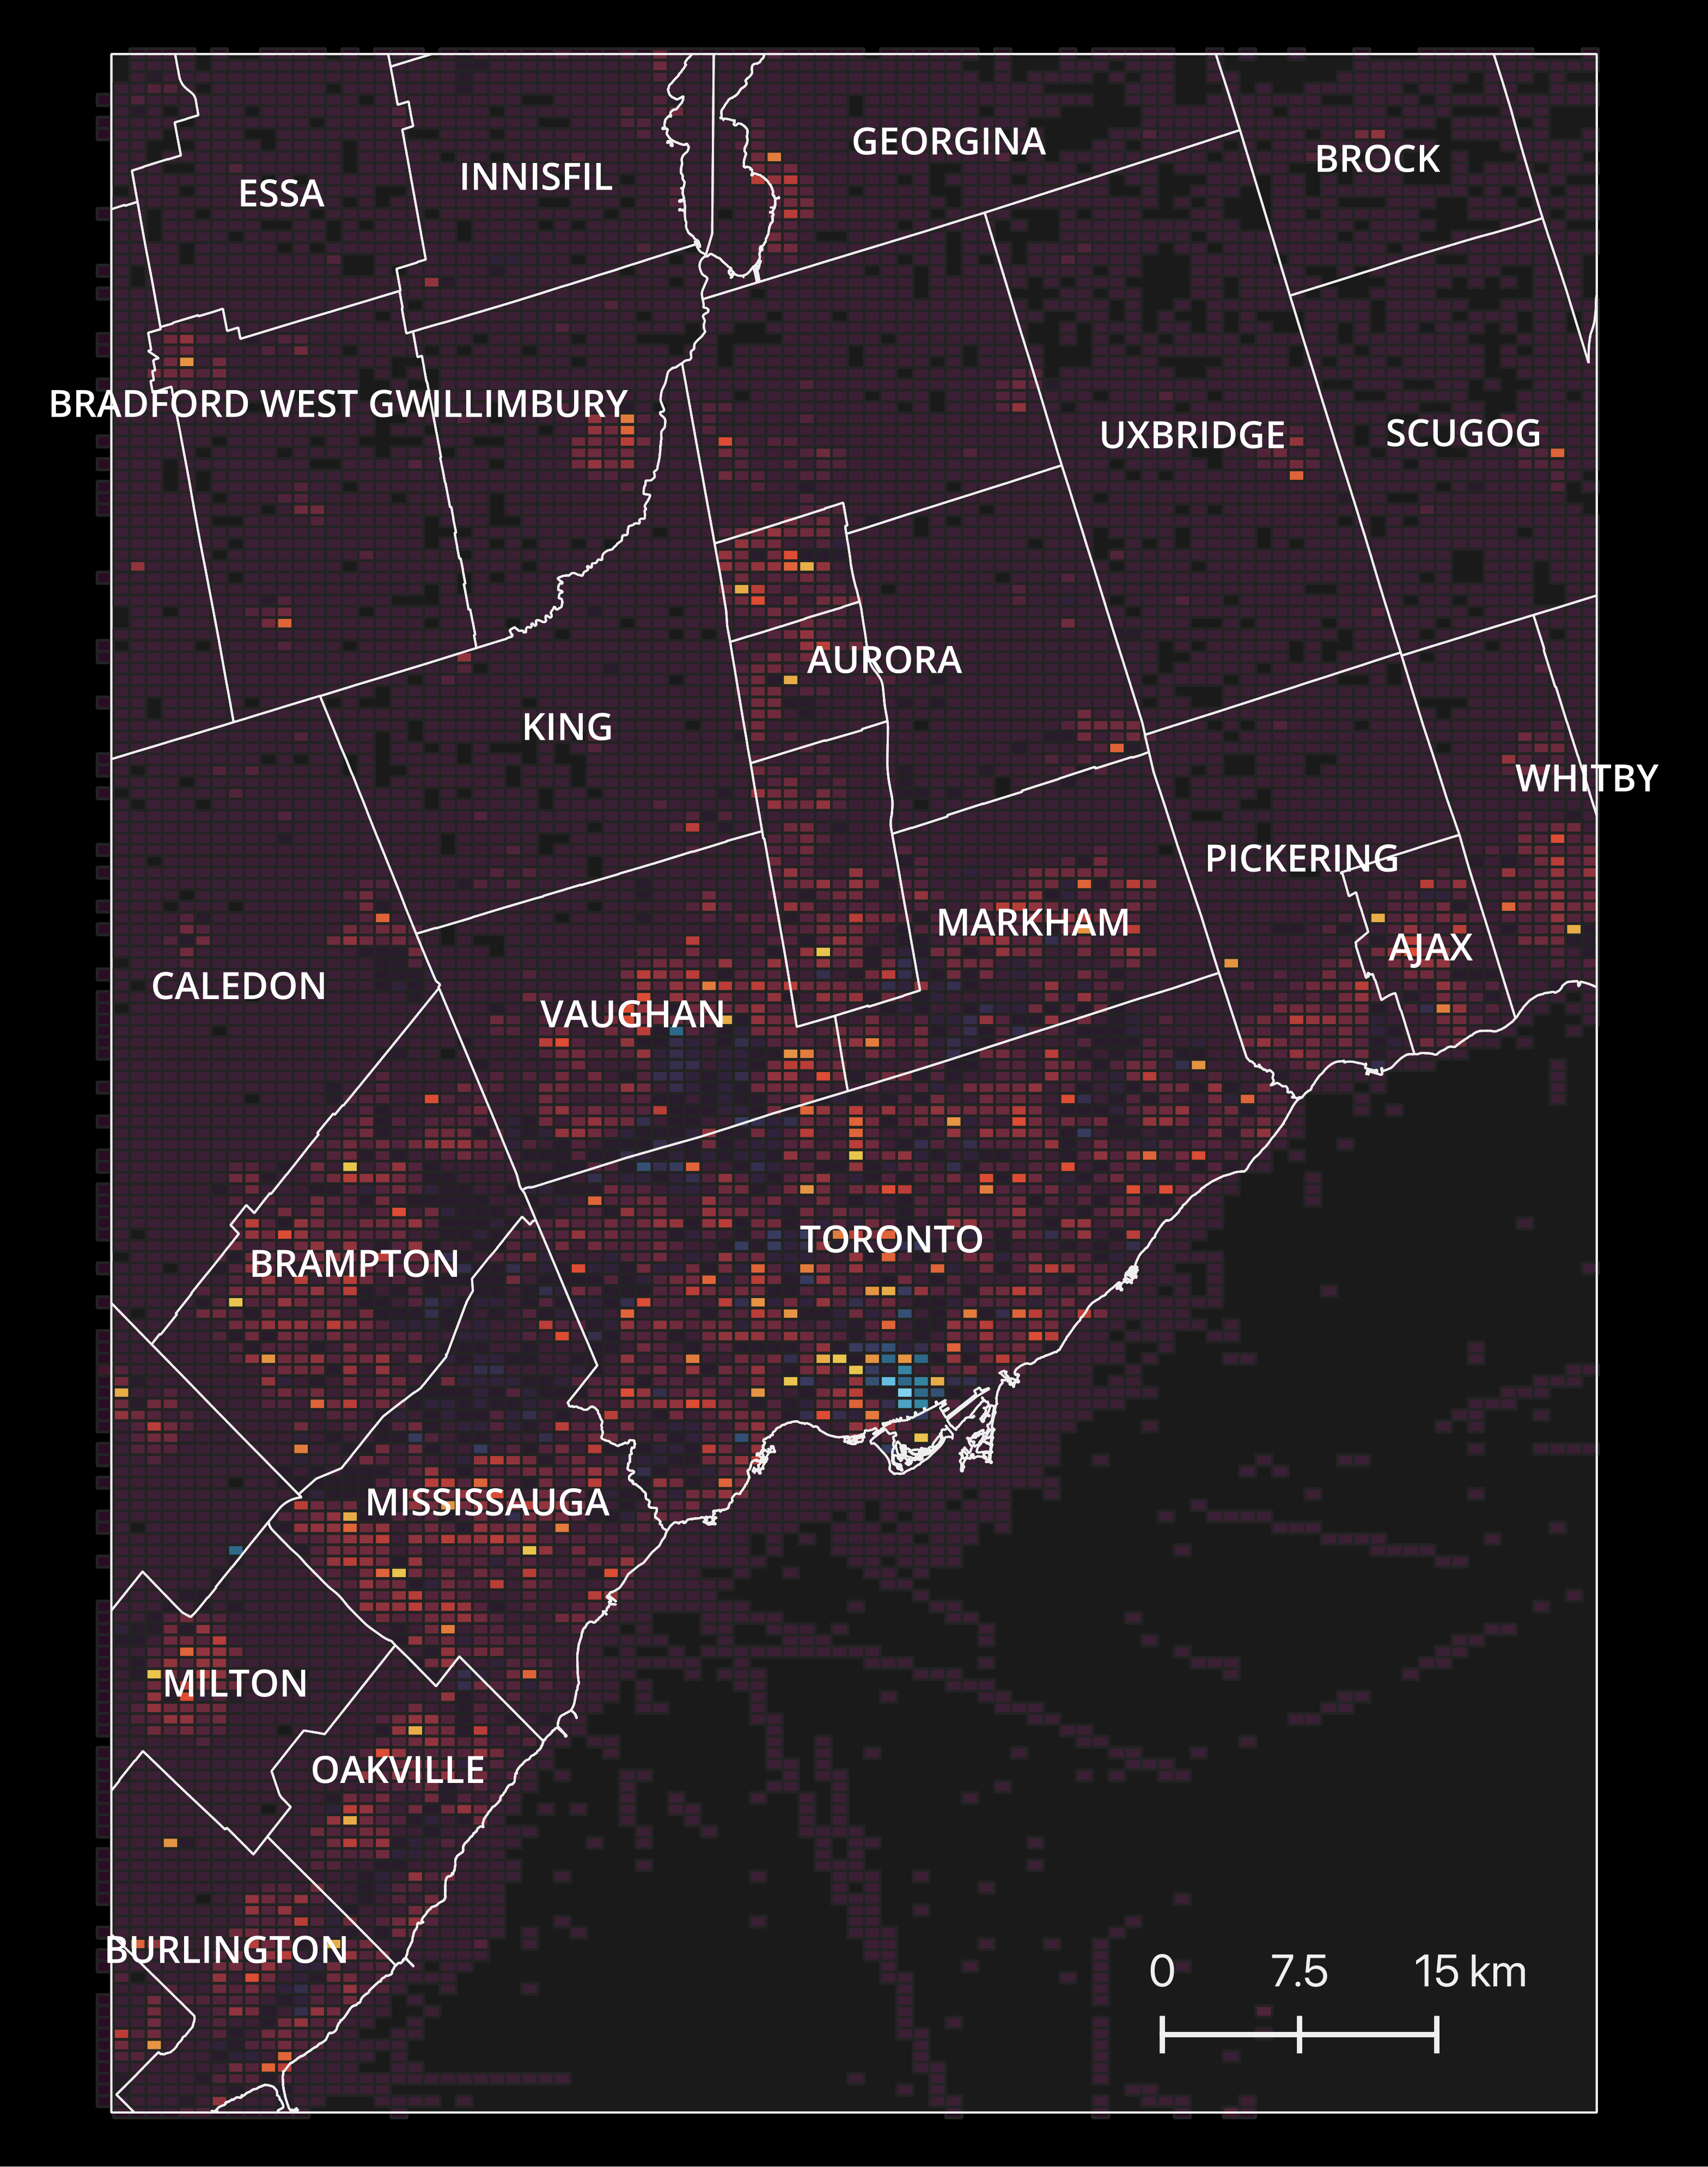 GEORGINA
BROCK
INNISFIL
ESSA
BRADFORD WEST GWILLIMBURY
UXBRIDGE
SCUGOG
AURORA
KING
WHITBY
PICKERING
MARKHAM
AJAX
CALEDON
VAUGHAN
TORONTO
BRAMPTON
MISSISSAUGA
MILTON
OAKVILLE
BURLINGTON
0 7.5 15 km